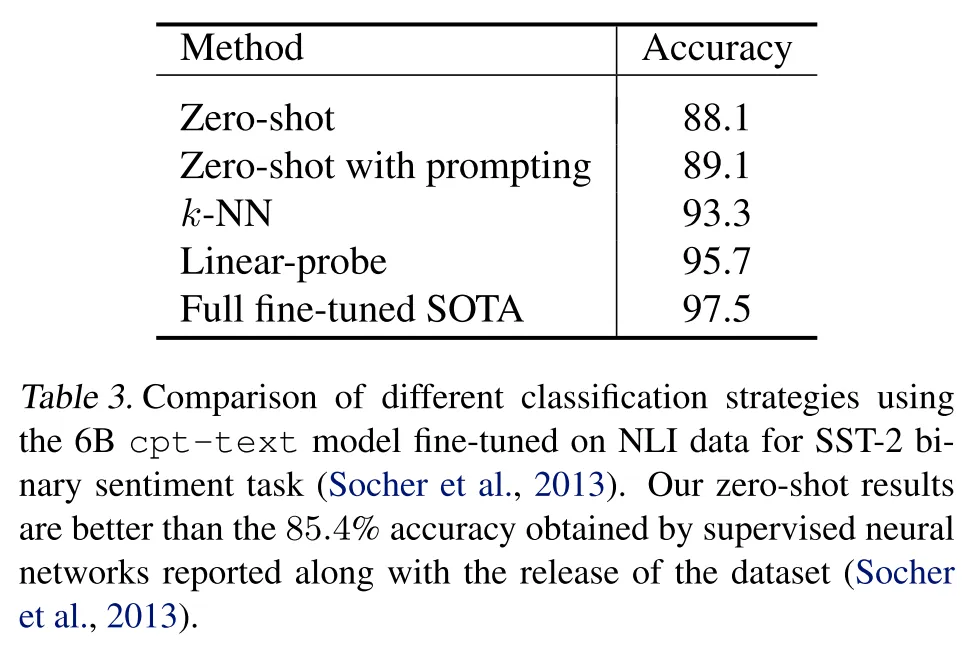 Method Accuracy
Zero-shot 88.1
Zero-shot with prompting 89.1
k-NN 93.3
Linear-probe 95.7
Full fine-tuned SOTA 97.5
Table 3. Comparison of different classification strategies using
the 6B cpt-text model fine-tuned on NLI data for SST-2 bi-
nary sentiment task (Socher et al., 2013). Our zero-shot results
are better than the 85.4% accuracy obtained by supervised neural
networks reported along with the release of the dataset (Socher
et al., 2013).